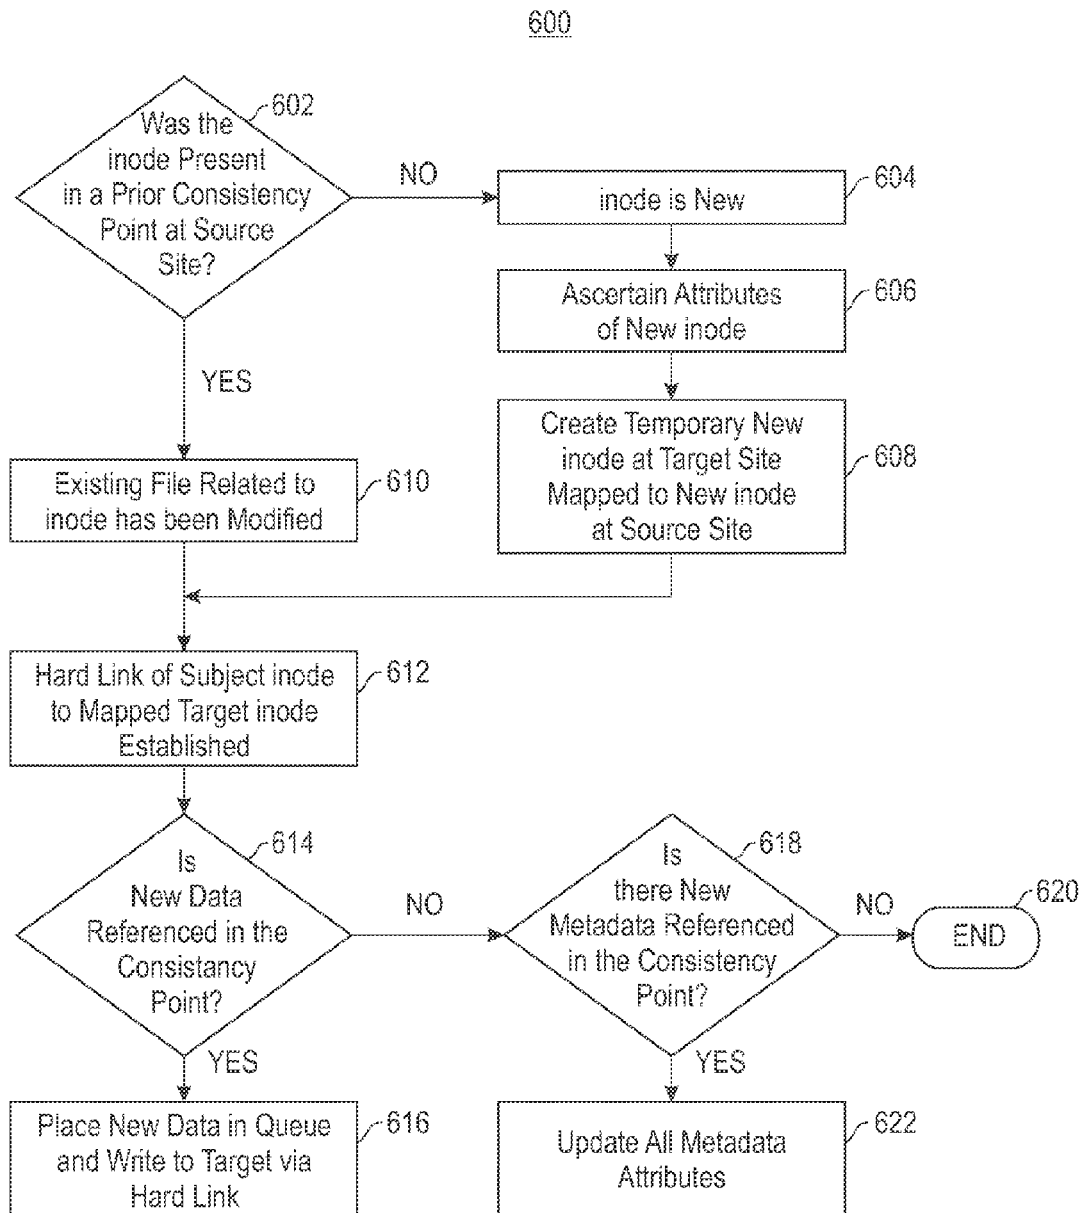 600
602
Was the
inode Present
in a Prior Consistency
Point at Source
Site?
NO
YES
inode is New
604
Ascertain Attributes
of New inode
606
Create Temporary New
inode at Target Site
Mapped to New inode
at Source Site
608
Existing File Related to
inode has been Modified
610
Hard Link of Subject inode
to Mapped Target inode
Established
612
614
Is
New Data
Referenced in the
Consistancy
Point?
NO
YES
618
Is
there New
Metadata Referenced
in the Consistency
Point?
NO
YES
620
END
Place New Data in Queue
and Write to Target via
Hard Link
616
Update All Metadata
Attributes
622